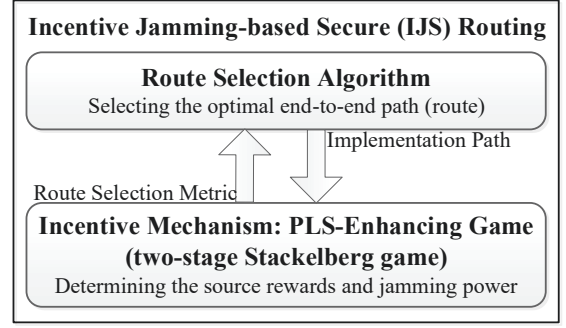 Incentive Jamming-based Secure (IJS) Routing
Route Selection Algorithm
Selecting the optimal end-to-end path (route)
Implementation Path
Route Selection Metric
Incentive Mechanism: PLS-Enhancing Game
(two-stage Stackelberg game)
Determining the source rewards and jamming power